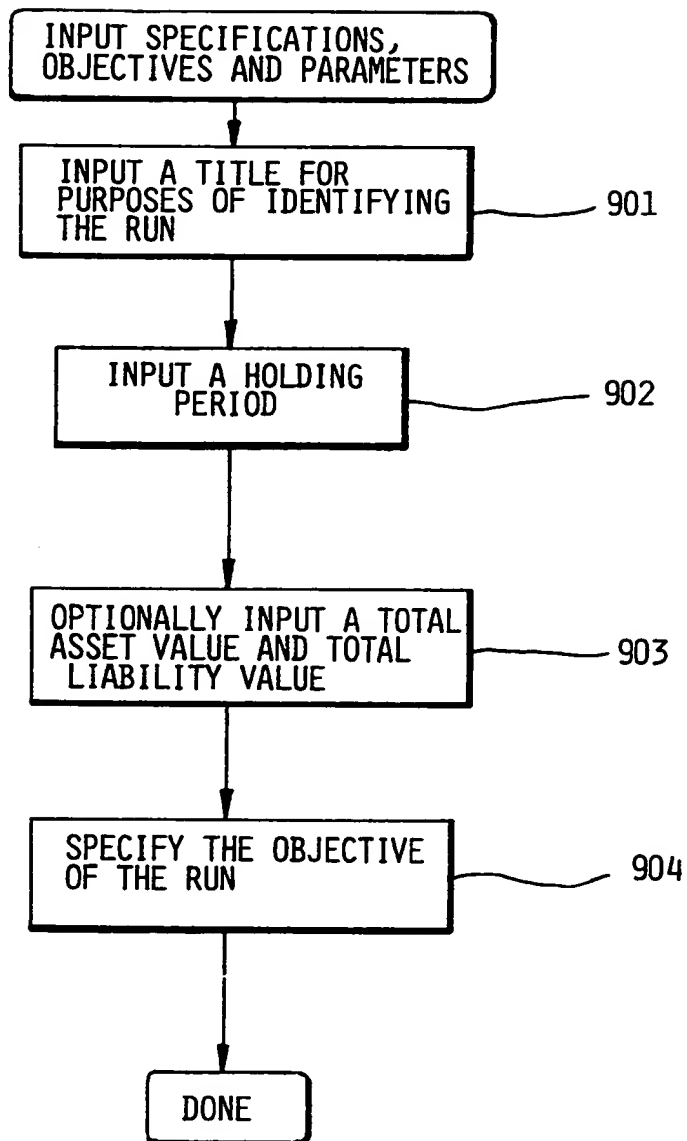 INPUT SPECIFICATIONS,
OBJECTIVES AND PARAMETERS
INPUT A TITLE FOR
PURPOSES OF IDENTIFYING
THE RUN
901
INPUT A HOLDING
PERIOD
902
OPTIONALLY INPUT A TOTAL
ASSET VALUE AND TOTAL
LIABILITY VALUE
903
SPECIFY THE OBJECTIVE
OF THE RUN
904
DONE